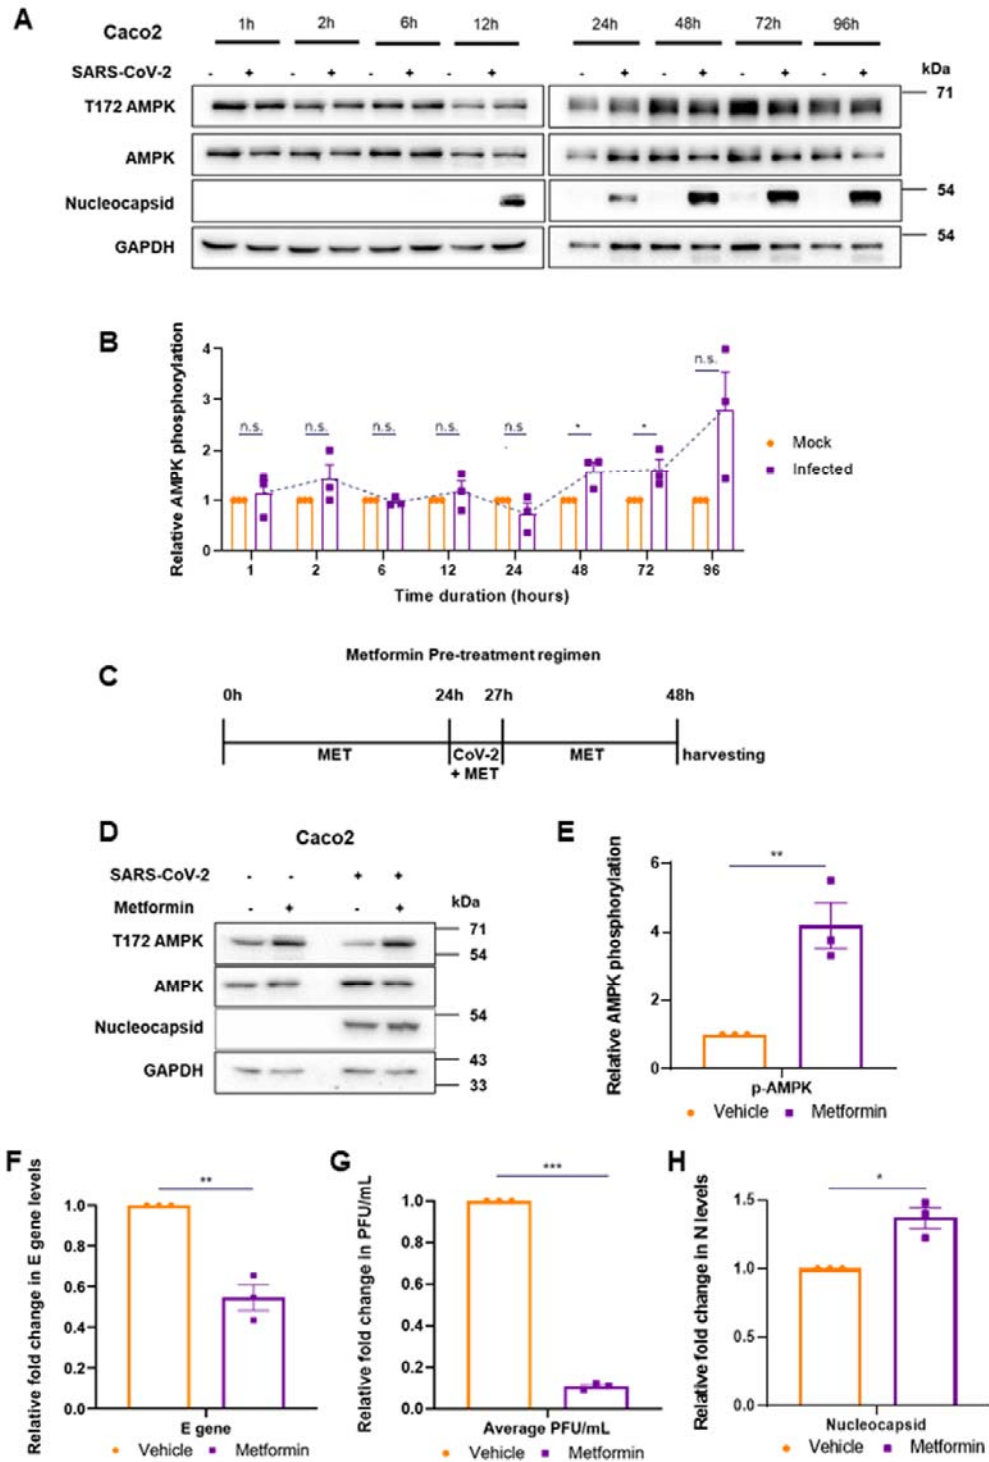 A
Caco2
1h 2h 6h 12h 24h 48h 72h 96h
SARS-CoV-2 - + - + - + - + - + - + - + - + kDa
T172 AMPK 71
AMPK
Nucleocapsid 54
GAPDH 54
B
Relative AMPK phosphorylation
4
3
2
1
0
n.s. n.s. n.s. n.s. n.s * * n.s.
1 2 6 12 24 48 72 96
Time duration (hours)
Mock
Infected
C
Metformin Pre-treatment regimen
0h 24h 27h 48h
MET CoV-2 MET harvesting
+ MET
D
Caco2
SARS-CoV-2 - - + +
Metformin - + - + kDa
T172 AMPK 71
54
AMPK
Nucleocapsid 54
GAPDH 43
33
E
Relative AMPK phosphorylation
6
4
2
0
**
p-AMPK
Vehicle Metformin
F
Relative fold change in E gene levels
1.0
0.8
0.6
0.4
0.2
0.0
**
E gene
Vehicle Metformin
G
Relative fold change in PFU/mL
1.0
0.8
0.6
0.4
0.2
0.0
***
Average PFU/mL
Vehicle Metformin
H
Relative fold change in N levels
1.5
1.0
0.5
0.0
*
Nucleocapsid
Vehicle Metformin